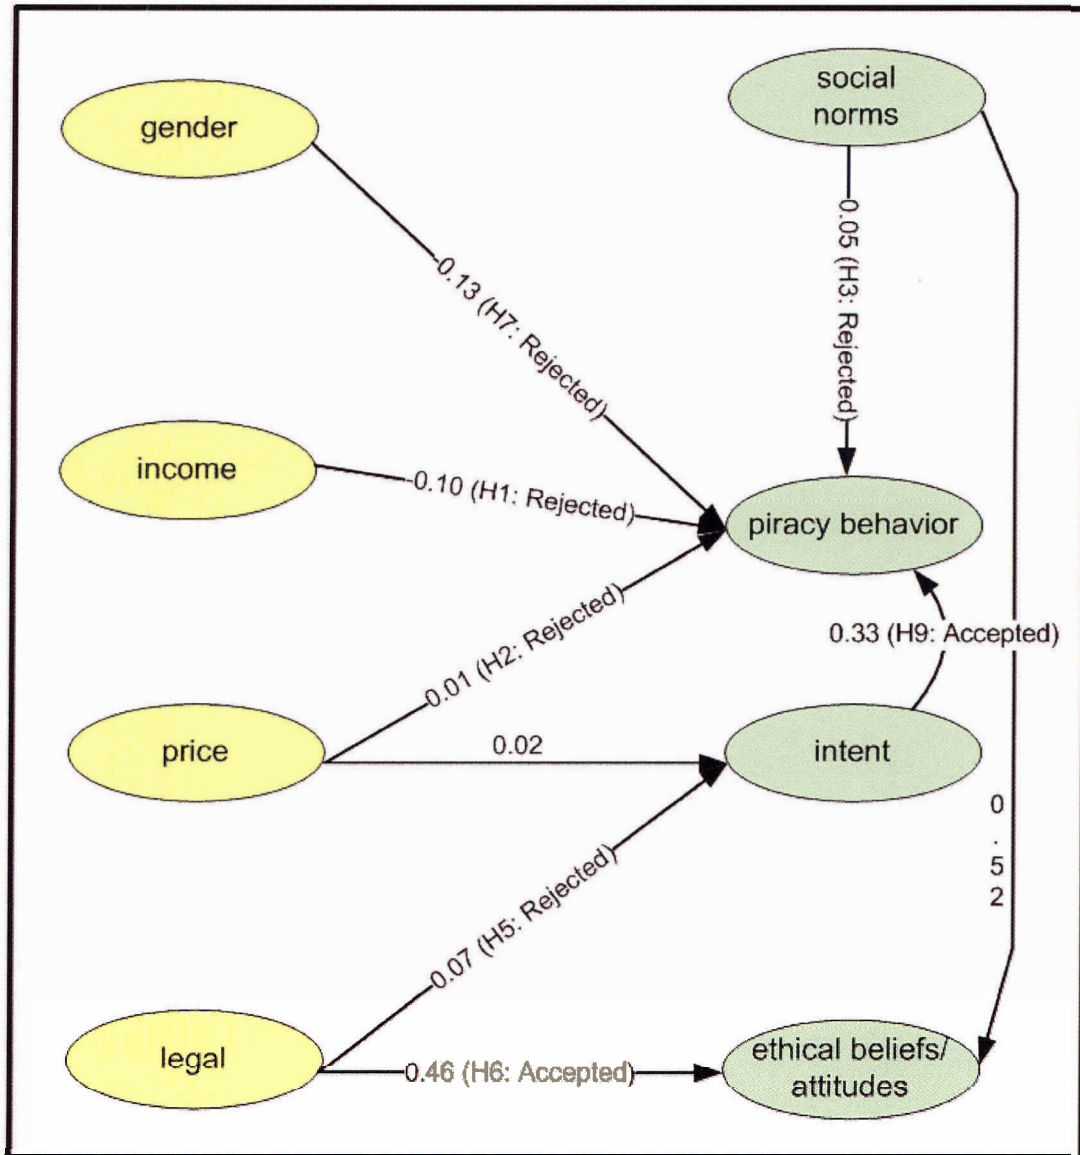 social
norms
gender
0.05 (H3: Rejected)
-0.13 (H7: Rejected)
income
-0.10 (H1: Rejected)
piracy behavior
0.01 (H2: Rejected)
0.33 (H9: Accepted)
price
0.02
intent
0.52
0.07 (H5: Rejected)
legal
0.46 (H6: Accepted)
ethical beliefs/
attitudes